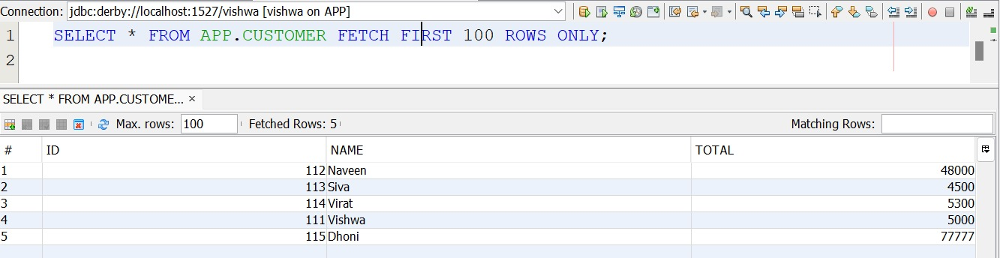 Connection: jdbc:derby://localhost:1527/vishwa [vishwa on APP]
1 SELECT * FROM APP.CUSTOMER FETCH FIRST 100 ROWS ONLY;
2
SELECT * FROM APP.CUSTOME... ×
Max. rows: 100 Fetched Rows: 5 Matching Rows:
# ID NAME TOTAL
1 112 Naveen 48000
2 113 Siva 4500
3 114 Virat 5300
4 111 Vishwa 5000
5 115 Dhoni 77777